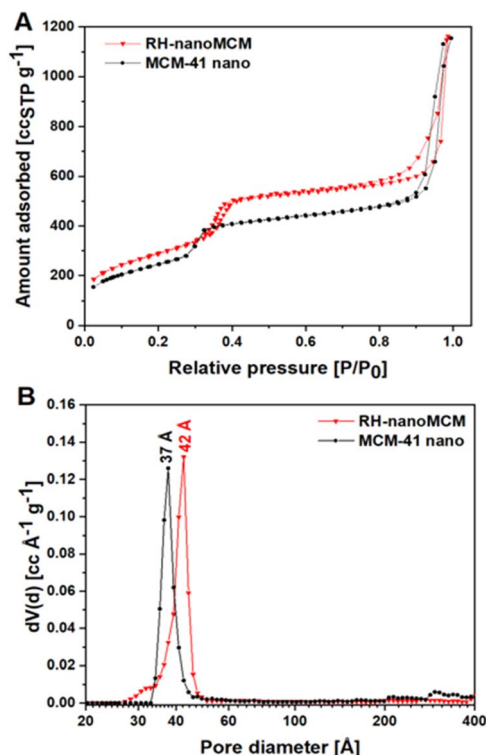 A
1200
1000
800
600
400
200
0
Amount adsorbed [ccSTP g-1]
RH-nanoMCM
MCM-41 nano
0.0 0.2 0.4 0.6 0.8 1.0
Relative pressure [P/P0]
B
0.16
0.14
0.12
0.10
0.08
0.06
0.04
0.02
0.00
dV(d) [cc Å-1 g-1]
37 A
42 A
RH-nanoMCM
MCM-41 nano
20 30 40 60 100 200 400
Pore diameter [Å]